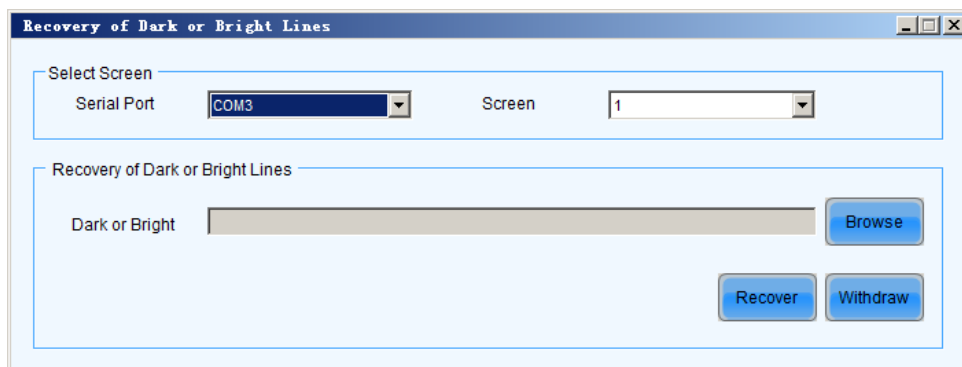 Recovery of Dark or Bright Lines
Select Screen
Serial Port COM3 Screen 1
Recovery of Dark or Bright Lines
Dark or Bright Browse
Recover Withdraw